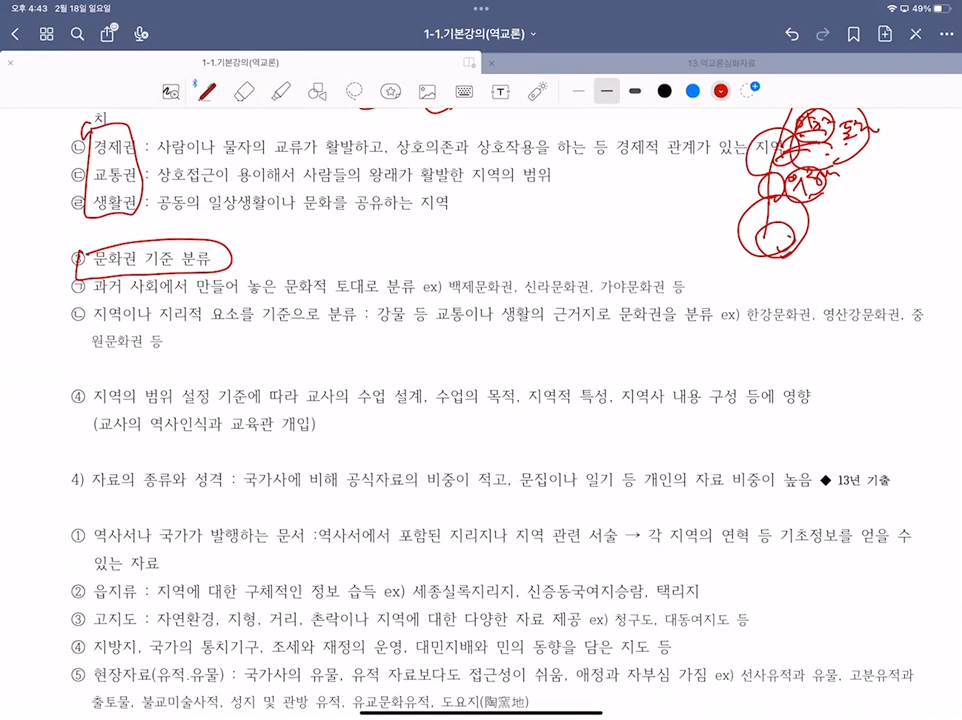 오후 4:43 2월 18일 일요일
49%
1-1.기본강의(역교론)
1-1.기본강의(역교론)
13.역교론심화자료
치
㉡ 경제권 : 사람이나 물자의 교류가 활발하고, 상호의존과 상호작용을 하는 등 경제적 관계가 있는 지역
㉢ 교통권 : 상호접근이 용이해서 사람들의 왕래가 활발한 지역의 범위
㉣ 생활권 : 공동의 일상생활이나 문화를 공유하는 지역
③ 문화권 기준 분류
㉠ 과거 사회에서 만들어 놓은 문화적 토대로 분류 ex) 백제문화권, 신라문화권, 가야문화권 등
㉡ 지역이나 지리적 요소를 기준으로 분류 : 강물 등 교통이나 생활의 근거지로 문화권을 분류 ex) 한강문화권, 영산강문화권, 중
원문화권 등
④ 지역의 범위 설정 기준에 따라 교사의 수업 설계, 수업의 목적, 지역적 특성, 지역사 내용 구성 등에 영향
(교사의 역사인식과 교육관 개입)
4) 자료의 종류와 성격 : 국가사에 비해 공식자료의 비중이 적고, 문집이나 일기 등 개인의 자료 비중이 높음 ◆ 13년 기출
① 역사서나 국가가 발행하는 문서 :역사서에서 포함된 지리지나 지역 관련 서술 → 각 지역의 연혁 등 기초정보를 얻을 수
있는 자료
② 읍지류 : 지역에 대한 구체적인 정보 습득 ex) 세종실록지리지, 신증동국여지승람, 택리지
③ 고지도 : 자연환경, 지형, 거리, 촌락이나 지역에 대한 다양한 자료 제공 ex) 청구도, 대동여지도 등
④ 지방지, 국가의 통치기구, 조세와 재정의 운영, 대민지배와 민의 동향을 담은 지도 등
⑤ 현장자료(유적.유물) : 국가사의 유물, 유적 자료보다도 접근성이 쉬움, 애정과 자부심 가짐 ex) 선사유적과 유물, 고분유적과
출토물, 불교미술사적, 성지 및 관방 유적, 유교문화유적, 도요지(陶窯地)